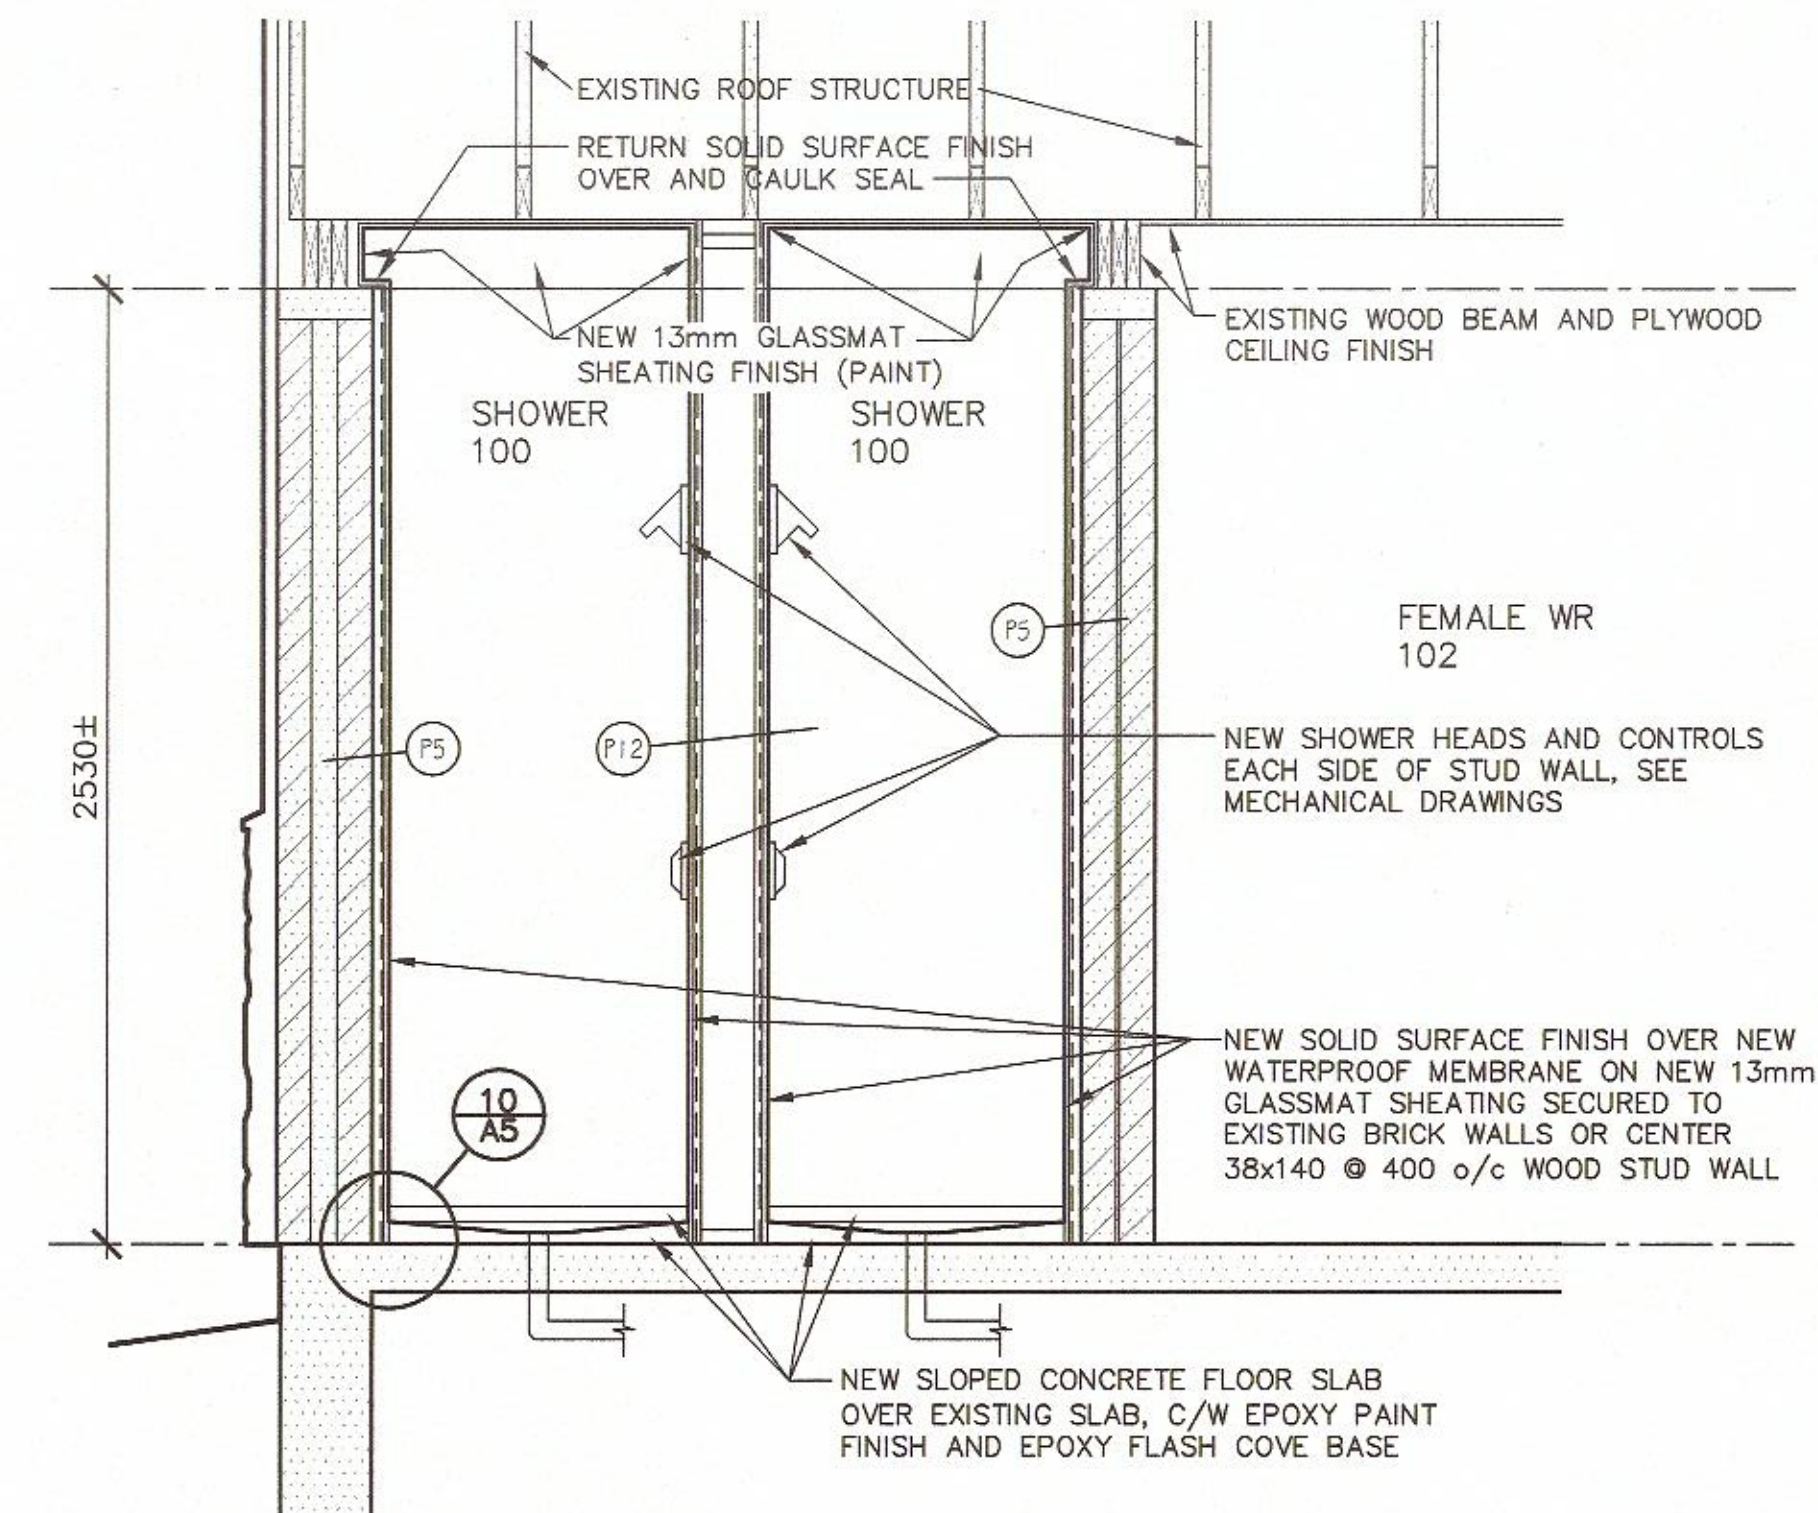 EXISTING ROOF STRUCTURE
RETURN SOLID SURFACE FINISH
OVER AND CAULK SEAL
EXISTING WOOD BEAM AND PLYWOOD
CEILING FINISH
NEW 13mm GLASSMAT
SHEATING FINISH (PAINT)
SHOWER
100
SHOWER
100
P5
FEMALE WR
102
2530±
P5
P12
NEW SHOWER HEADS AND CONTROLS
EACH SIDE OF STUD WALL, SEE
MECHANICAL DRAWINGS
NEW SOLID SURFACE FINISH OVER NEW
WATERPROOF MEMBRANE ON NEW 13mm
GLASSMAT SHEATING SECURED TO
EXISTING BRICK WALLS OR CENTER
38x140 @ 400 o/c WOOD STUD WALL
10
A5
NEW SLOPED CONCRETE FLOOR SLAB
OVER EXISTING SLAB, C/W EPOXY PAINT
FINISH AND EPOXY FLASH COVE BASE